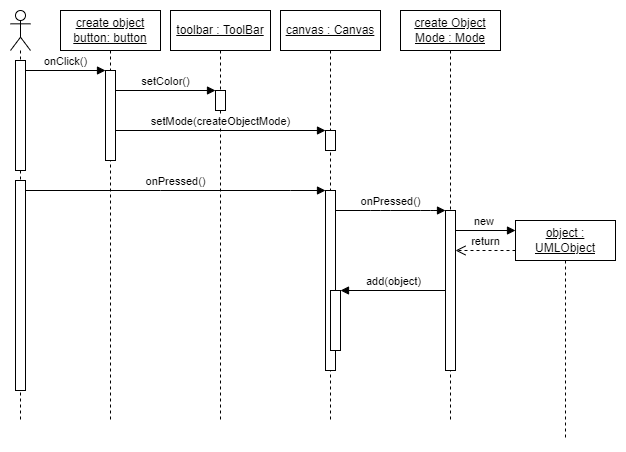 create object
button: button
toolbar : ToolBar
canvas : Canvas
create Object
Mode : Mode
onClick()
setColor()
setMode(createObjectMode)
onPressed()
onPressed()
new
object :
UMLObject
return
add(object)